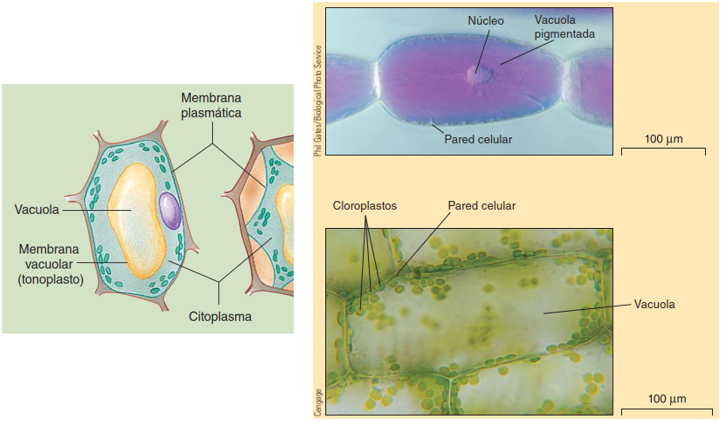 Membrana
plasmática
Vacuola
Membrana
vacuolar
(tonoplasto)
Citoplasma
Phil Gates/Biological Photo Service
Núcleo
Vacuola
pigmentada
Pared celular
100 µm
Cloroplastos
Pared celular
Vacuola
Cengage
100 µm